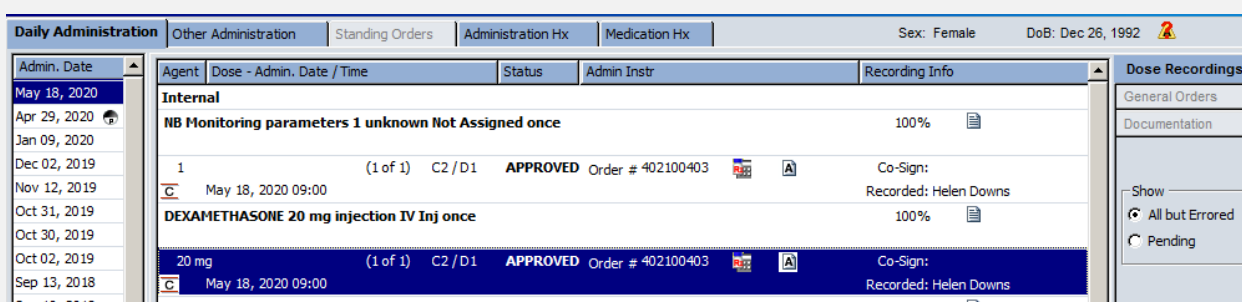 Daily Administration Other Administration Standing Orders Administration Hx Medication Hx Sex: Female DoB: Dec 26, 1992
Admin. Date
May 18, 2020
Apr 29, 2020
Jan 09, 2020
Dec 02, 2019
Nov 12, 2019
Oct 31, 2019
Oct 30, 2019
Oct 02, 2019
Sep 13, 2018
Agent Dose - Admin. Date / Time Status Admin Instr Recording Info
Internal
NB Monitoring parameters 1 unknown Not Assigned once 100%
1 (1 of 1) C2 / D1 APPROVED Order # 402100403 A Co-Sign:
C May 18, 2020 09:00 Recorded: Helen Downs
DEXAMETHASONE 20 mg injection IV Inj once 100%
20 mg (1 of 1) C2 / D1 APPROVED Order # 402100403 A Co-Sign:
C May 18, 2020 09:00 Recorded: Helen Downs
Dose Recordings
General Orders
Documentation
Show
All but Errored
Pending